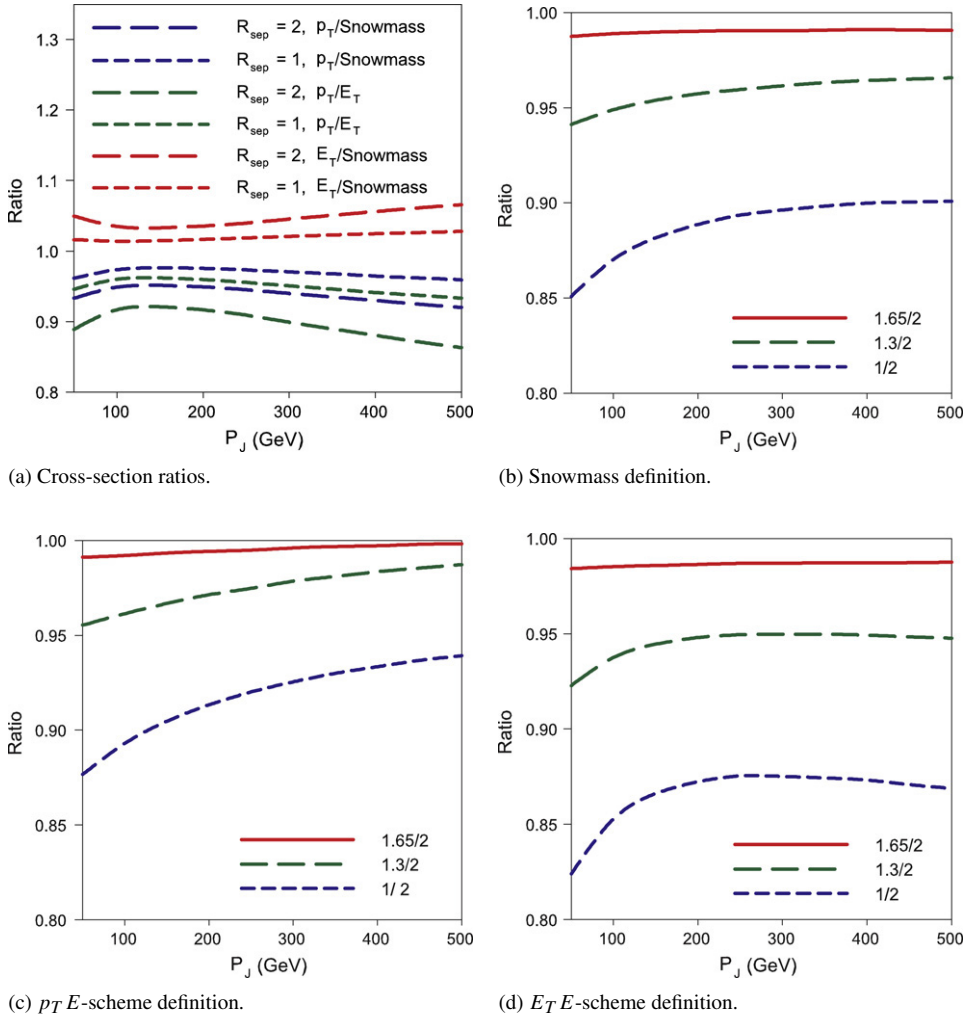 1.3
1.2
1.1
1.0
0.9
0.8
Ratio
R_sep = 2, p_T/Snowmass
R_sep = 1, p_T/Snowmass
R_sep = 2, p_T/E_T
R_sep = 1, p_T/E_T
R_sep = 2, E_T/Snowmass
R_sep = 1, E_T/Snowmass
100 200 300 400 500
P_J (GeV)
(a) Cross-section ratios.
1.00
0.95
0.90
0.85
0.80
Ratio
1.65/2
1.3/2
1/2
100 200 300 400 500
P_J (GeV)
(b) Snowmass definition.
1.00
0.95
0.90
0.85
0.80
Ratio
1.65/2
1.3/2
1/ 2
100 200 300 400 500
P_J (GeV)
(c) p_T E-scheme definition.
1.00
0.95
0.90
0.85
0.80
Ratio
1.65/2
1.3/2
1/2
100 200 300 400 500
P_J (GeV)
(d) E_T E-scheme definition.